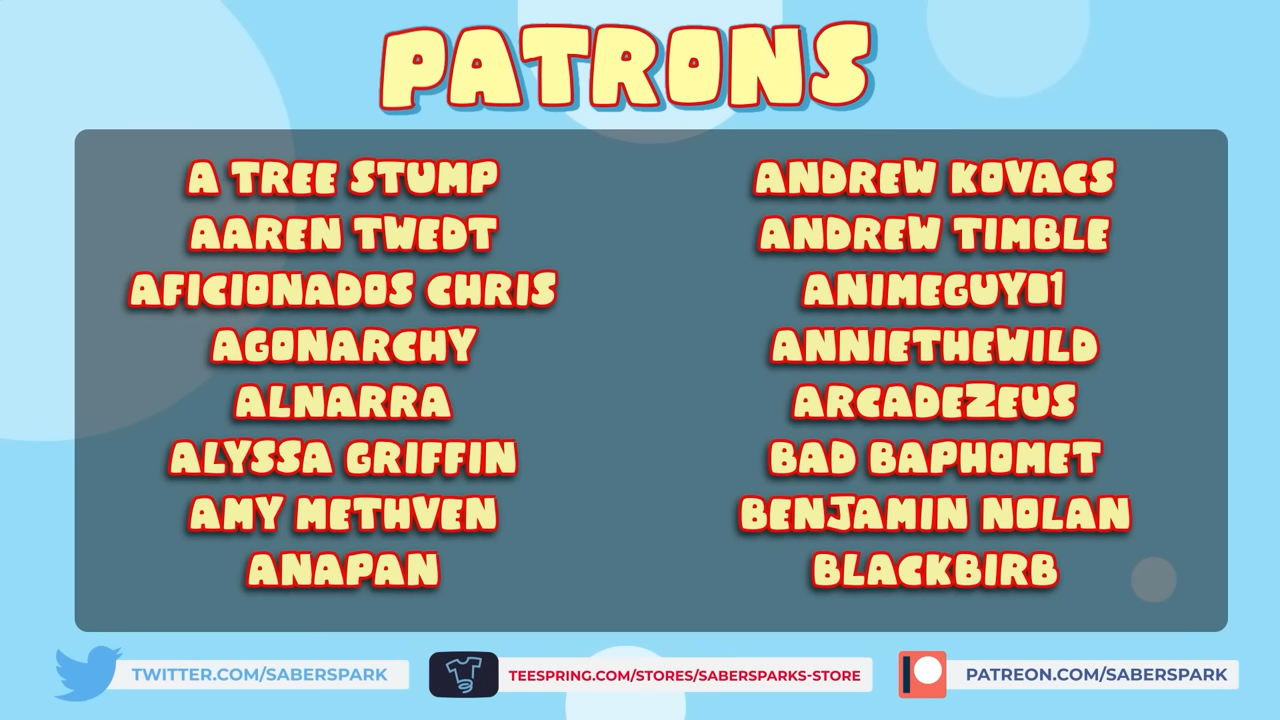 PATRONS
A TREE STUMP
AAREN TWEDT
AFICIONADOS CHRIS
AGONARCHY
ALNARRA
ALYSSA GRIFFIN
AMY METHVEN
ANAPAN
ANDREW KOVACS
ANDREW TIMBLE
ANIMEGUY01
ANNIETHEWILD
ARCADEZEUS
BAD BAPHOMET
BENJAMIN NOLAN
BLACKBIRB
TWITTER.COM/SABERSPARK
TEESPRING.COM/STORES/SABERSPARKS-STORE
PATREON.COM/SABERSPARK